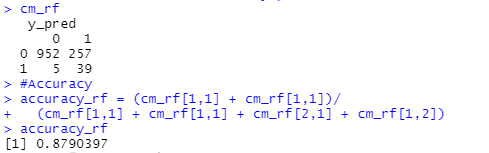 > cm_rf
y_pred
0 1
0 952 257
1 5 39
> #Accuracy
> accuracy_rf = (cm_rf[1,1] + cm_rf[1,1])/
+ (cm_rf[1,1] + cm_rf[1,1] + cm_rf[2,1] + cm_rf[1,2])
> accuracy_rf
[1] 0.8790397